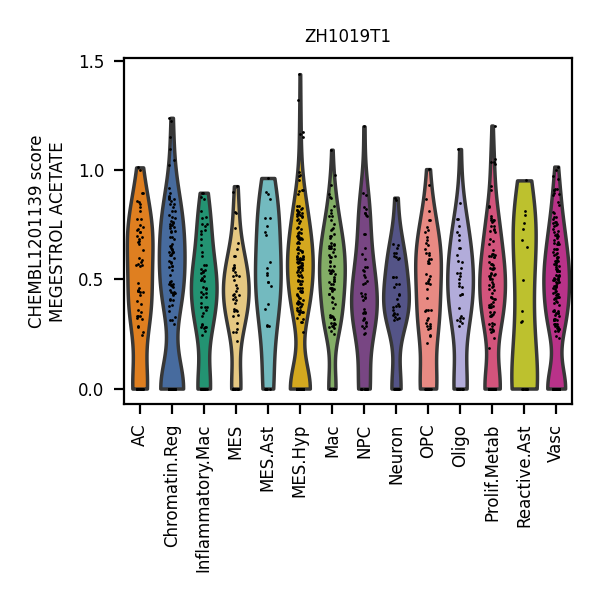 ZH1019T1
CHEMBL1201139 score
MEGESTROL ACETATE
1.5
1.0
0.5
0.0
AC
Chromatin.Reg
Inflammatory.Mac
MES
MES.Ast
MES.Hyp
Mac
NPC
Neuron
OPC
Oligo
Prolif.Metab
Reactive.Ast
Vasc